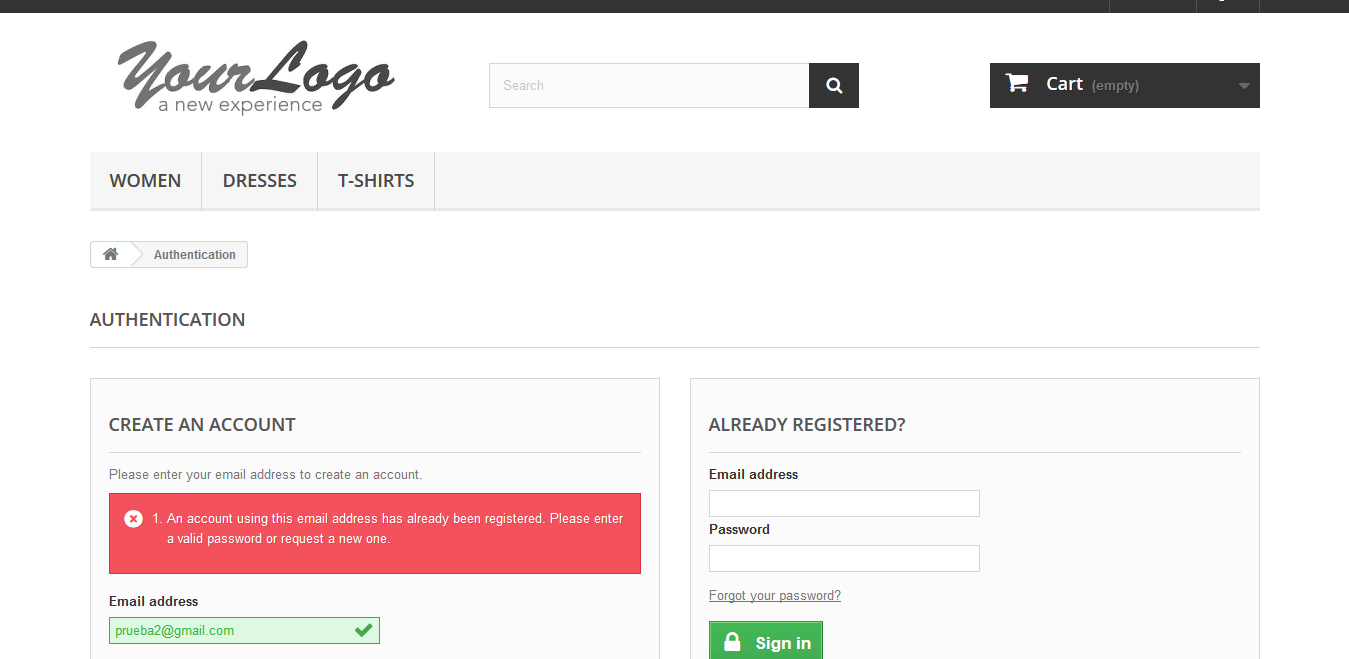 YourLogo
a new experience
Search
Cart (empty)
WOMEN
DRESSES
T-SHIRTS
Authentication
AUTHENTICATION
CREATE AN ACCOUNT
Please enter your email address to create an account.
1. An account using this email address has already been registered. Please enter
a valid password or request a new one.
Email address
prueba2@gmail.com
ALREADY REGISTERED?
Email address
Password
Forgot your password?
Sign in